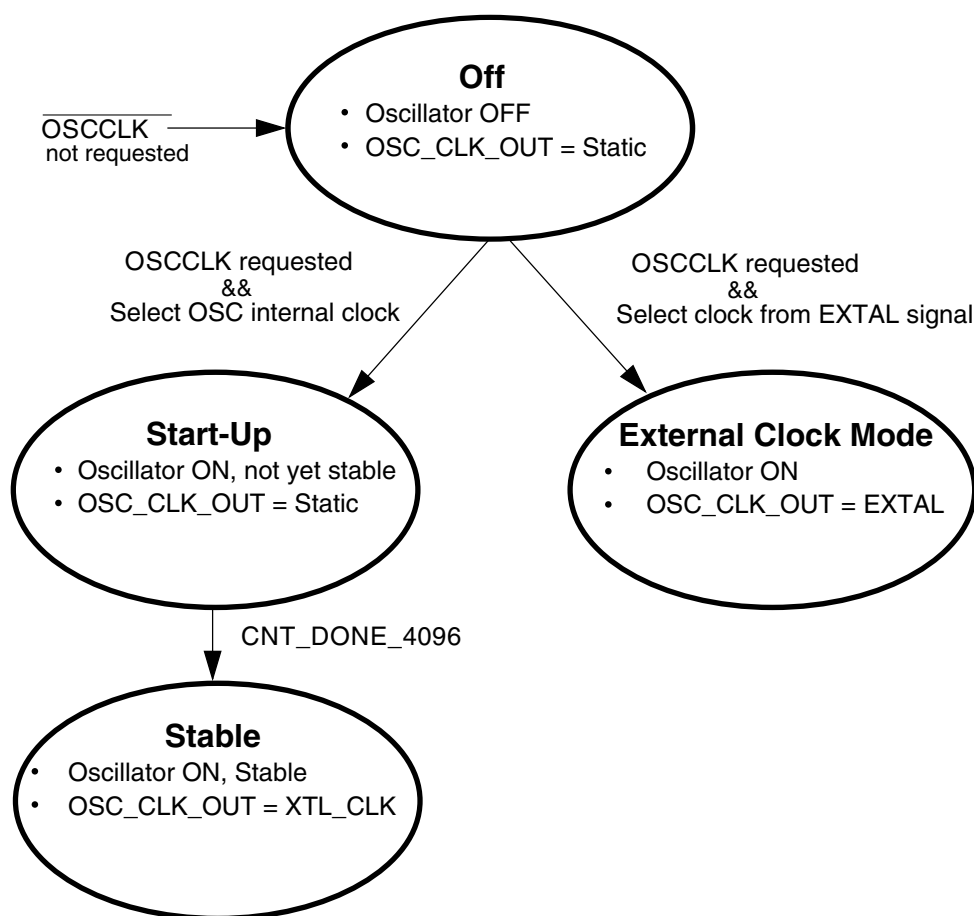 Off
• Oscillator OFF
• OSC_CLK_OUT = Static
OSCCLK
not requested
OSCCLK requested
&&
Select OSC internal clock
OSCCLK requested
&&
Select clock from EXTAL signal
Start-Up
• Oscillator ON, not yet stable
• OSC_CLK_OUT = Static
External Clock Mode
• Oscillator ON
• OSC_CLK_OUT = EXTAL
CNT_DONE_4096
Stable
• Oscillator ON, Stable
• OSC_CLK_OUT = XTL_CLK